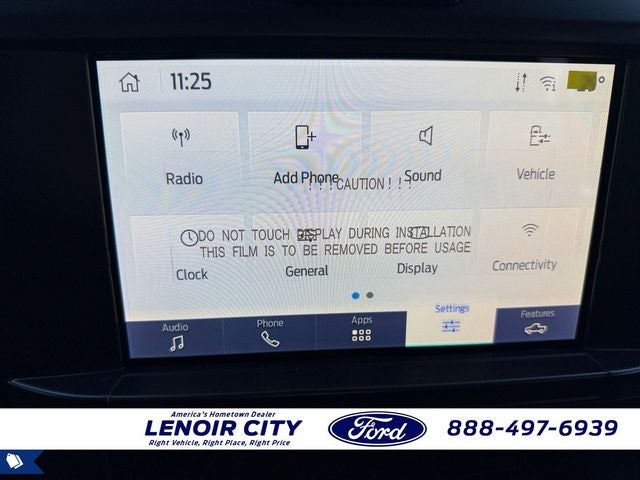 11:25
Radio
Add Phone
Sound
Vehicle
! ! ! CAUTION ! ! !
DO NOT TOUCH DISPLAY DURING INSTALLATION
THIS FILM IS TO BE REMOVED BEFORE USAGE
Clock
General
Display
Connectivity
Audio
Phone
Apps
Settings
Features
America's Hometown Dealer
LENOIR CITY
Right Vehicle, Right Place, Right Price
Ford
888-497-6939